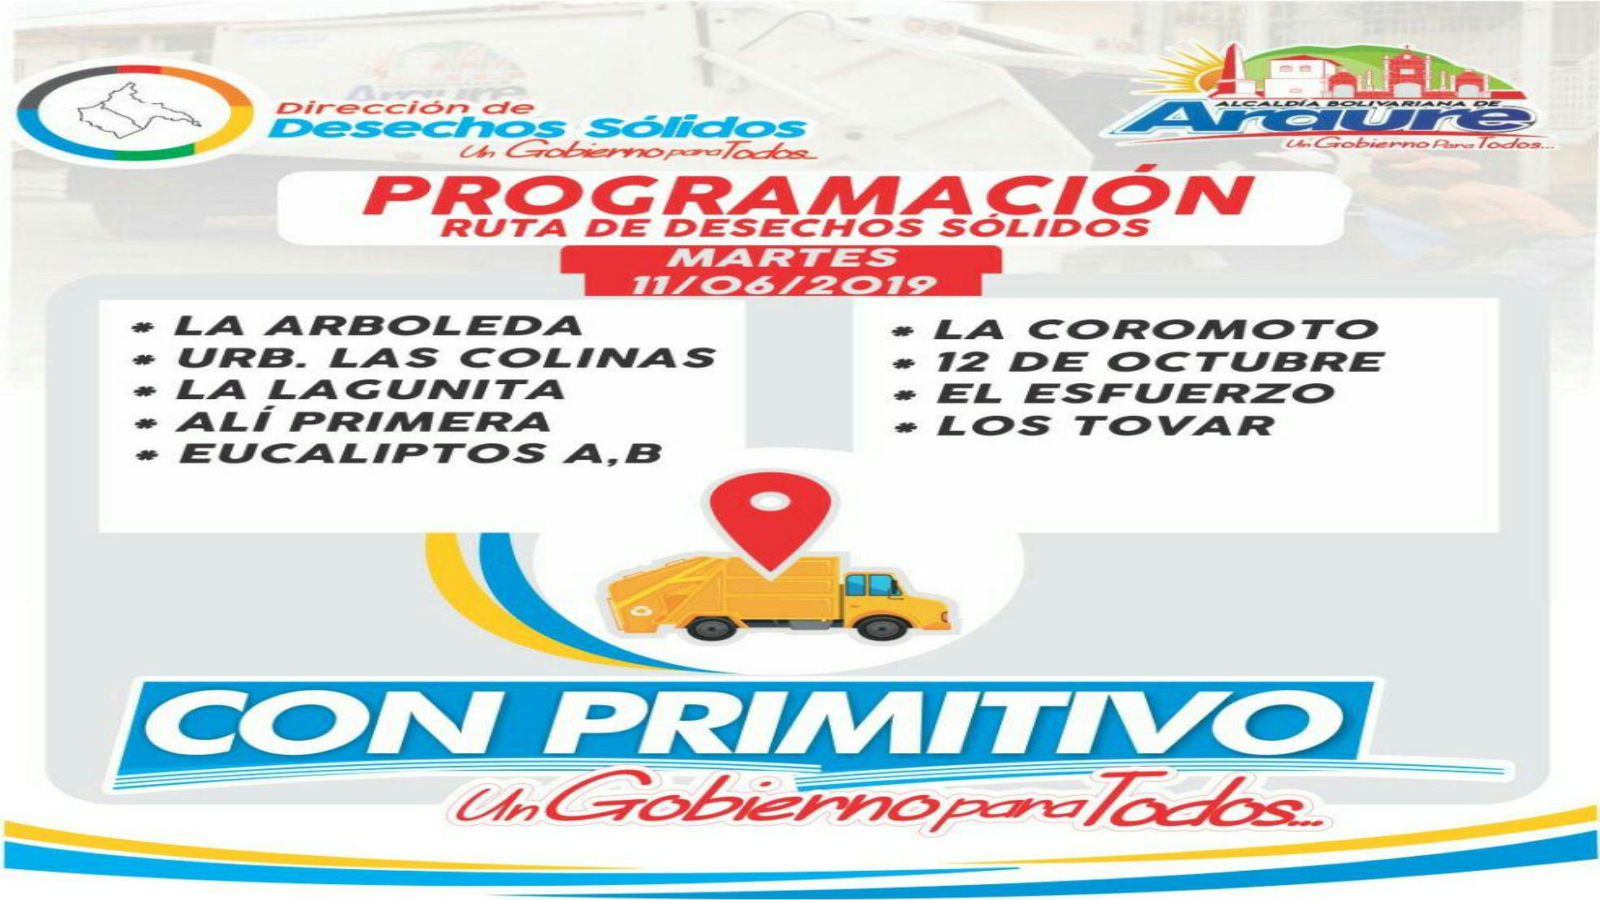 Dirección de
Desechos Sólidos
Un Gobierno para Todos...
ALCALDÍA BOLIVARIANA DE
Araure
Un Gobierno Para Todos...
PROGRAMACIÓN
RUTA DE DESECHOS SÓLIDOS
MARTES
11/06/2019
* LA ARBOLEDA
* URB. LAS COLINAS
* LA LAGUNITA
* ALÍ PRIMERA
* EUCALIPTOS A,B
* LA COROMOTO
* 12 DE OCTUBRE
* EL ESFUERZO
* LOS TOVAR
CON PRIMITIVO
Un Gobierno para Todos...